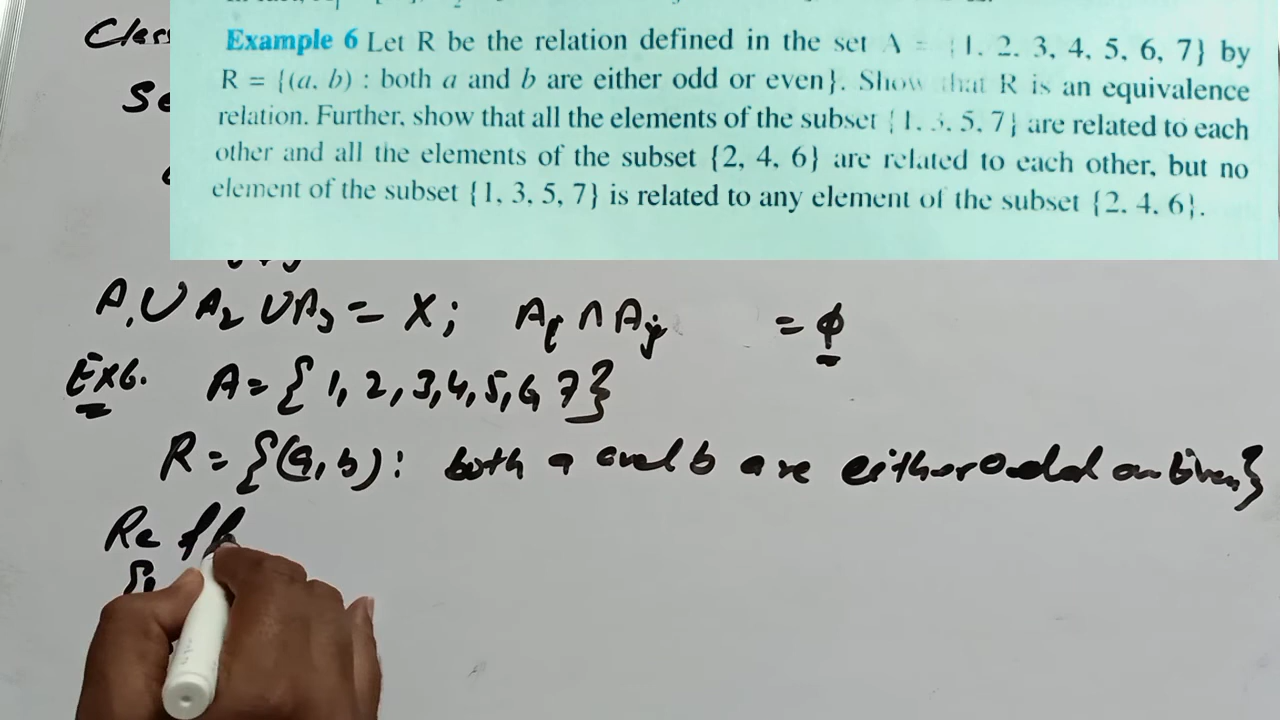 Example 6 Let R be the relation defined in the set A = {1, 2, 3, 4, 5, 6, 7} by
R = {(a, b) : both a and b are either odd or even}. Show that R is an equivalence
relation. Further, show that all the elements of the subset {1, 3, 5, 7} are related to each
other and all the elements of the subset {2, 4, 6} are related to each other, but no
element of the subset {1, 3, 5, 7} is related to any element of the subset {2, 4, 6}.
A₁ ∪ A₂ ∪ A₃ = X; Aᵢ ∩ Aⱼ = ϕ
Ex6. A = {1, 2, 3, 4, 5, 6, 7}
R = {(a, b) : both a and b are either odd or Even}